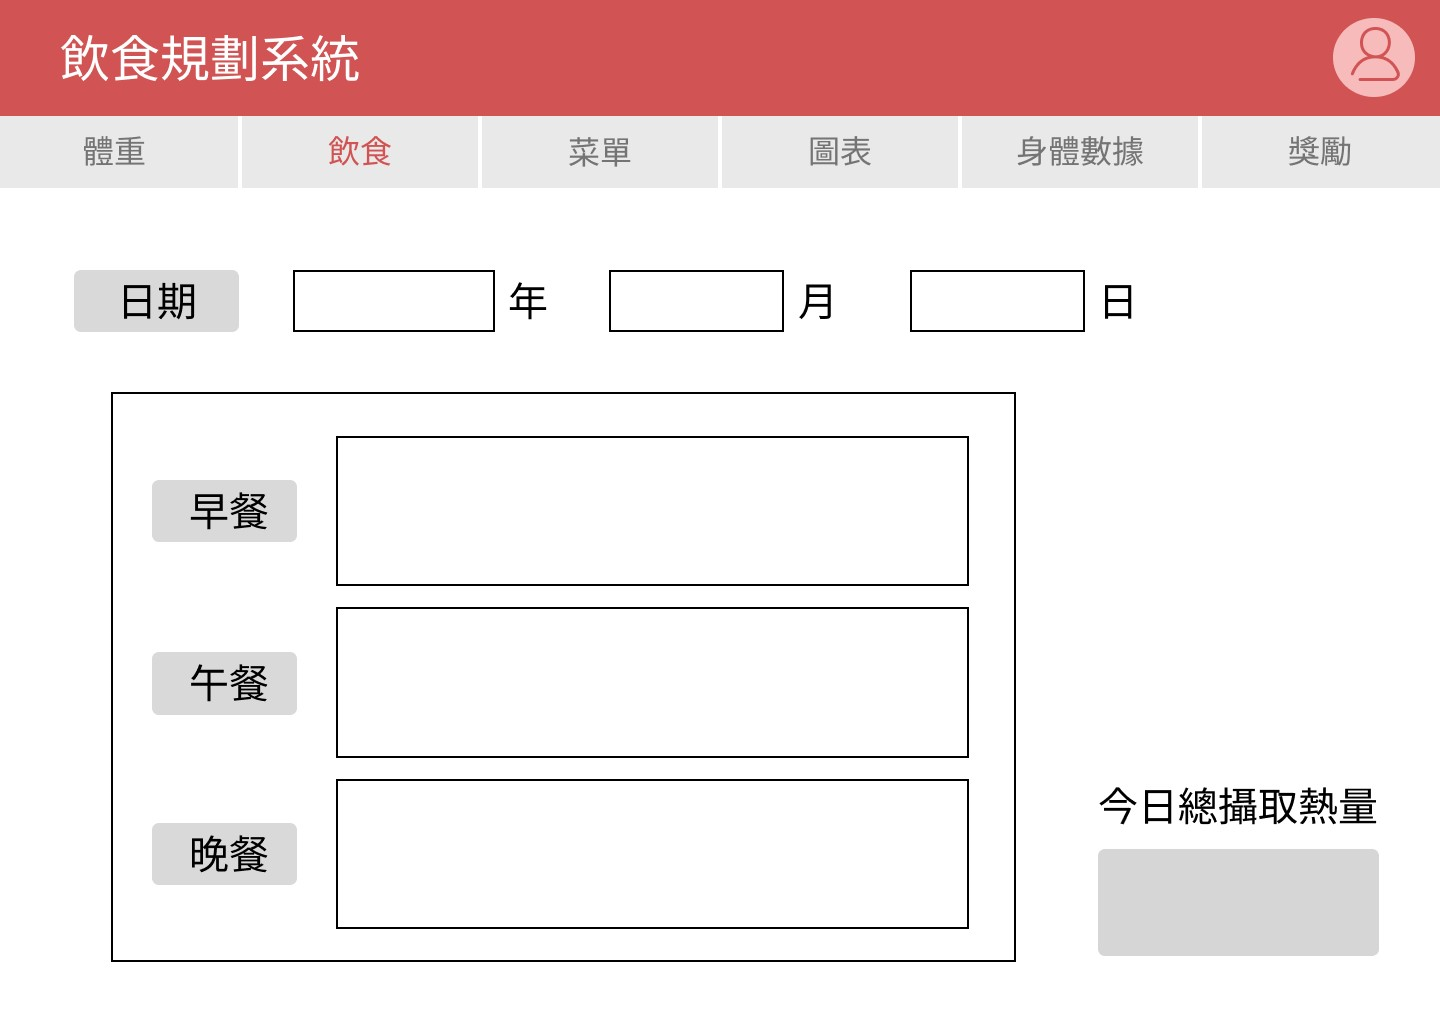 飲食規劃系統
體重 飲食 菜單 圖表 身體數據 獎勵
日期 年 月 日
早餐
午餐
晚餐
今日總攝取熱量